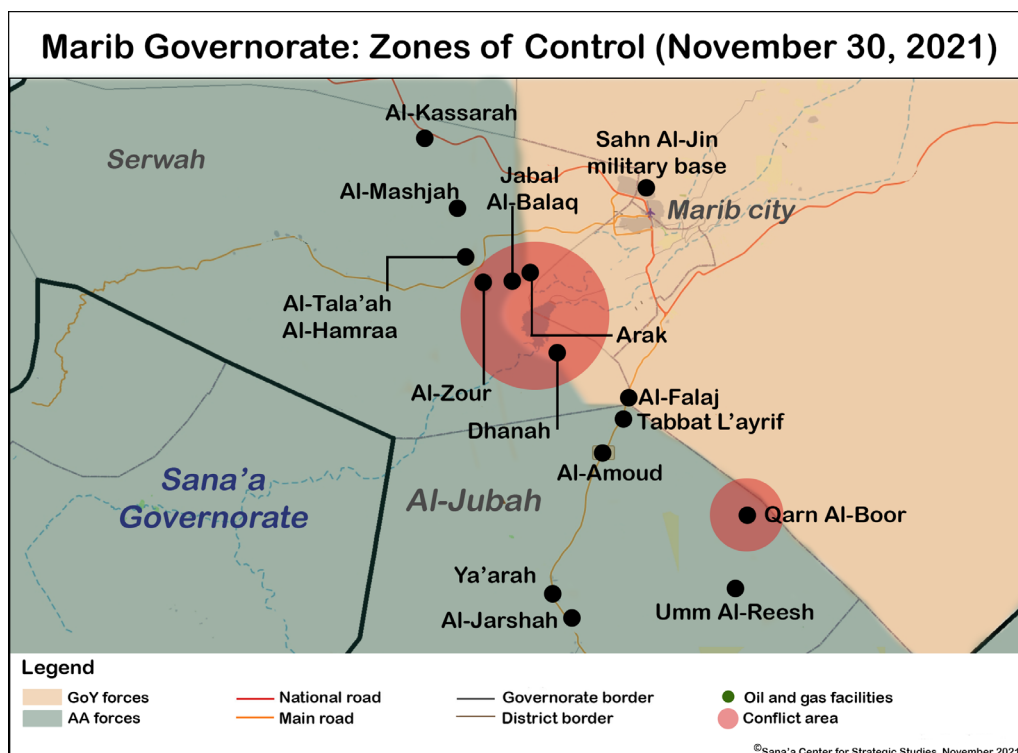 Marib Governorate: Zones of Control (November 30, 2021)
Al-Kassarah
Serwah
Sahn Al-Jin
military base
Jabal
Al-Balaq
Al-Mashjah
Marib city
Al-Tala’ah
Al-Hamraa
Arak
Al-Zour
Dhanah
Al-Falaj
Tabbat L’ayrif
Al-Amoud
Sana’a
Governorate
Al-Jubah
Qarn Al-Boor
Ya’arah
Al-Jarshah
Umm Al-Reesh
Legend
GoY forces
AA forces
National road
Main road
Governorate border
District border
Oil and gas facilities
Conflict area
©Sana’a Center for Strategic Studies, November 2021